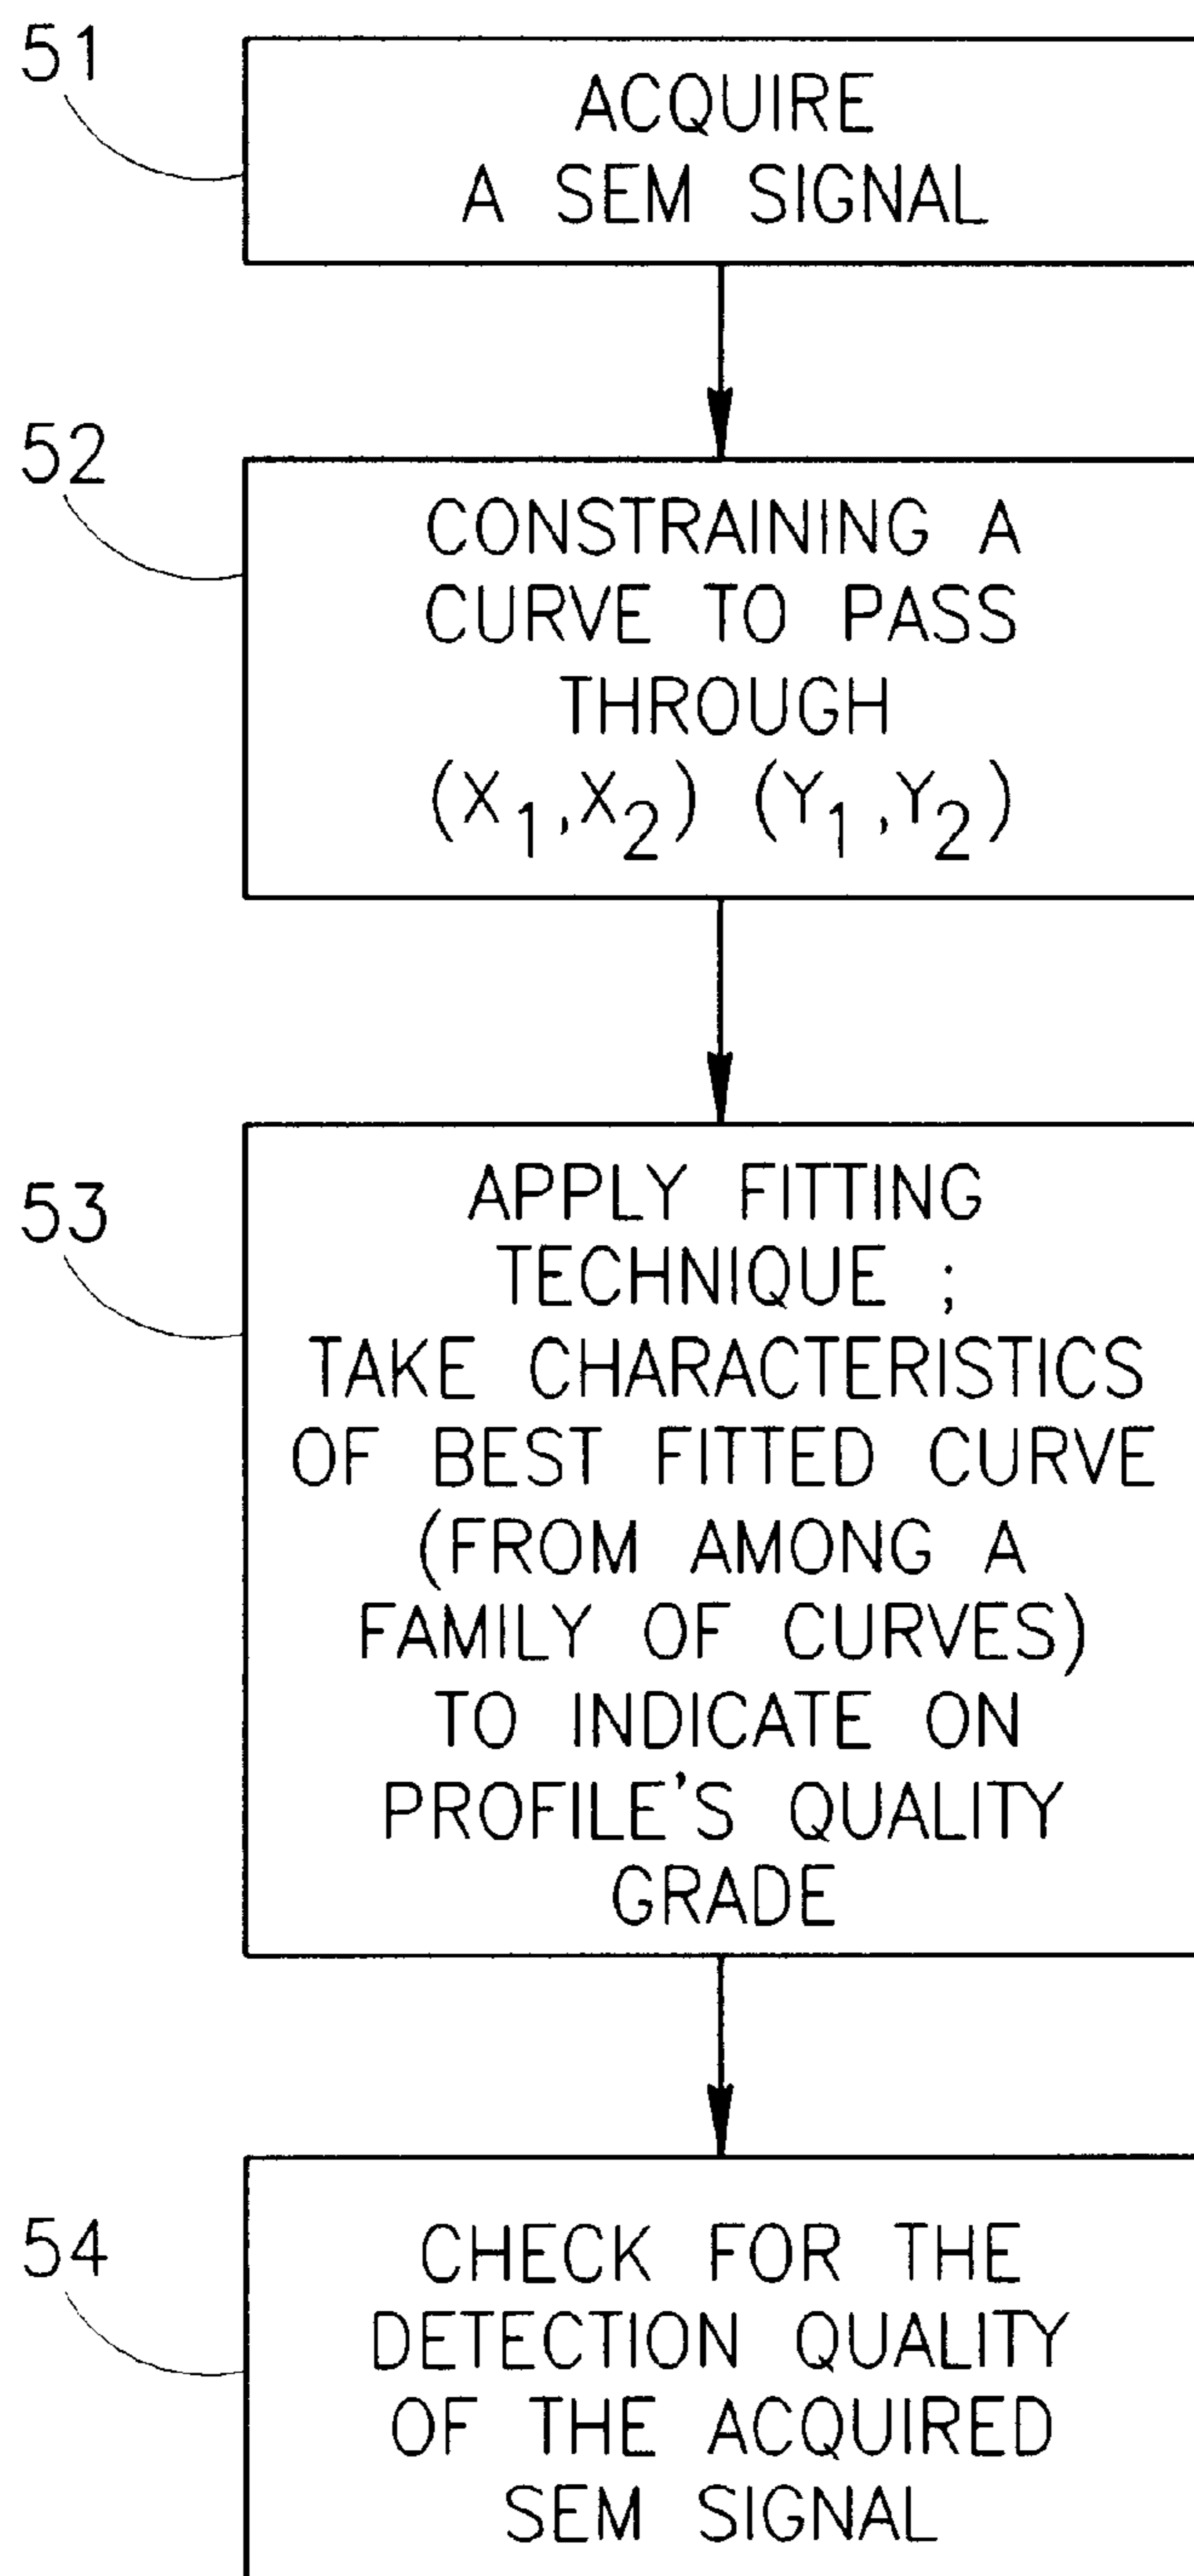 51
ACQUIRE
A SEM SIGNAL
52
CONSTRAINING A
CURVE TO PASS
THROUGH
(X₁,X₂) (Y₁,Y₂)
53
APPLY FITTING
TECHNIQUE ;
TAKE CHARACTERISTICS
OF BEST FITTED CURVE
(FROM AMONG A
FAMILY OF CURVES)
TO INDICATE ON
PROFILE'S QUALITY
GRADE
54
CHECK FOR THE
DETECTION QUALITY
OF THE ACQUIRED
SEM SIGNAL